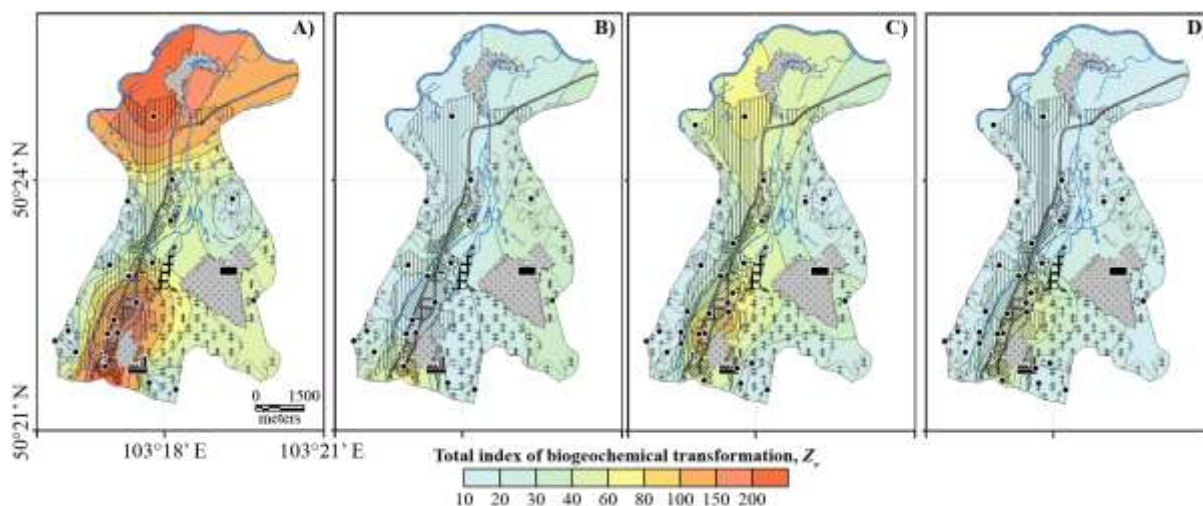 A) B) C) D
50°24' N
50°21' N
0 1500
meters
103°18' E 103°21' E
Total index of biogeochemical transformation, Zv
10 20 30 40 60 80 100 150 200